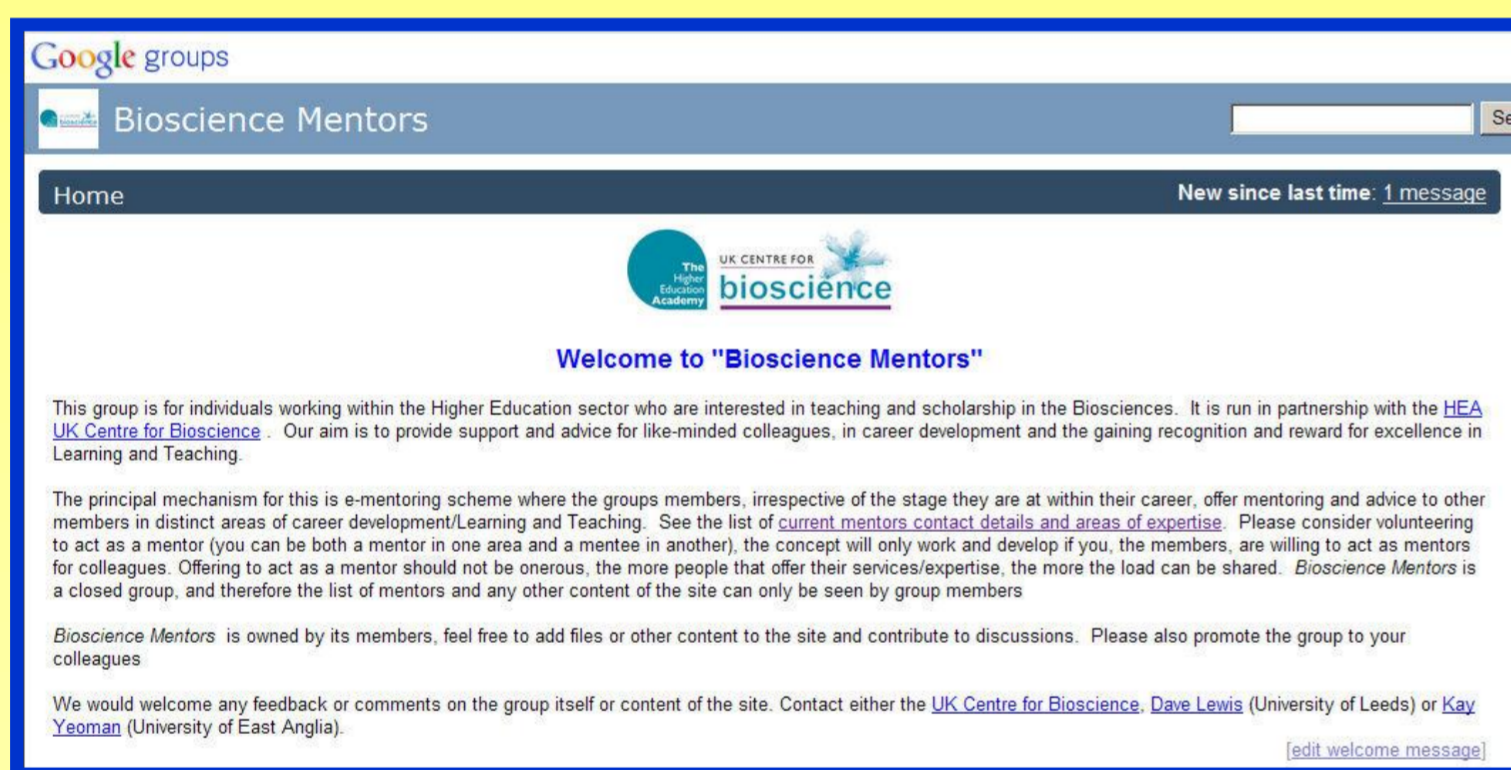 Google groups
Bioscience Mentors
Se
Home
New since last time: 1 message
The
Higher
Education
Academy
UK CENTRE FOR
bioscience
Welcome to "Bioscience Mentors"
This group is for individuals working within the Higher Education sector who are interested in teaching and scholarship in the Biosciences. It is run in partnership with the HEA
UK Centre for Bioscience . Our aim is to provide support and advice for like-minded colleagues, in career development and the gaining recognition and reward for excellence in
Learning and Teaching.
The principal mechanism for this is e-mentoring scheme where the groups members, irrespective of the stage they are at within their career, offer mentoring and advice to other
members in distinct areas of career development/Learning and Teaching. See the list of current mentors contact details and areas of expertise. Please consider volunteering
to act as a mentor (you can be both a mentor in one area and a mentee in another), the concept will only work and develop if you, the members, are willing to act as mentors
for colleagues. Offering to act as a mentor should not be onerous, the more people that offer their services/expertise, the more the load can be shared. Bioscience Mentors is
a closed group, and therefore the list of mentors and any other content of the site can only be seen by group members
Bioscience Mentors is owned by its members, feel free to add files or other content to the site and contribute to discussions. Please also promote the group to your
colleagues
We would welcome any feedback or comments on the group itself or content of the site. Contact either the UK Centre for Bioscience, Dave Lewis (University of Leeds) or Kay
Yeoman (University of East Anglia).
[edit welcome message]